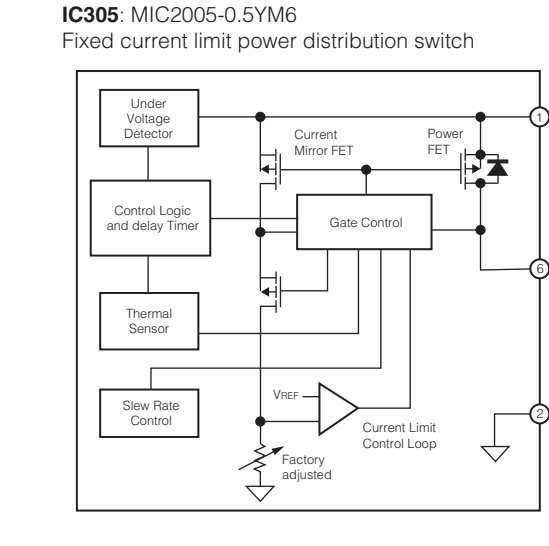 IC305: MIC2005-0.5YM6
Fixed current limit power distribution switch
Under
Voltage
Detector
Current
Mirror FET
Power
FET
1
Control Logic
and delay Timer
Gate Control
6
Thermal
Sensor
Slew Rate
Control
VREF
2
Current Limit
Control Loop
Factory
adjusted